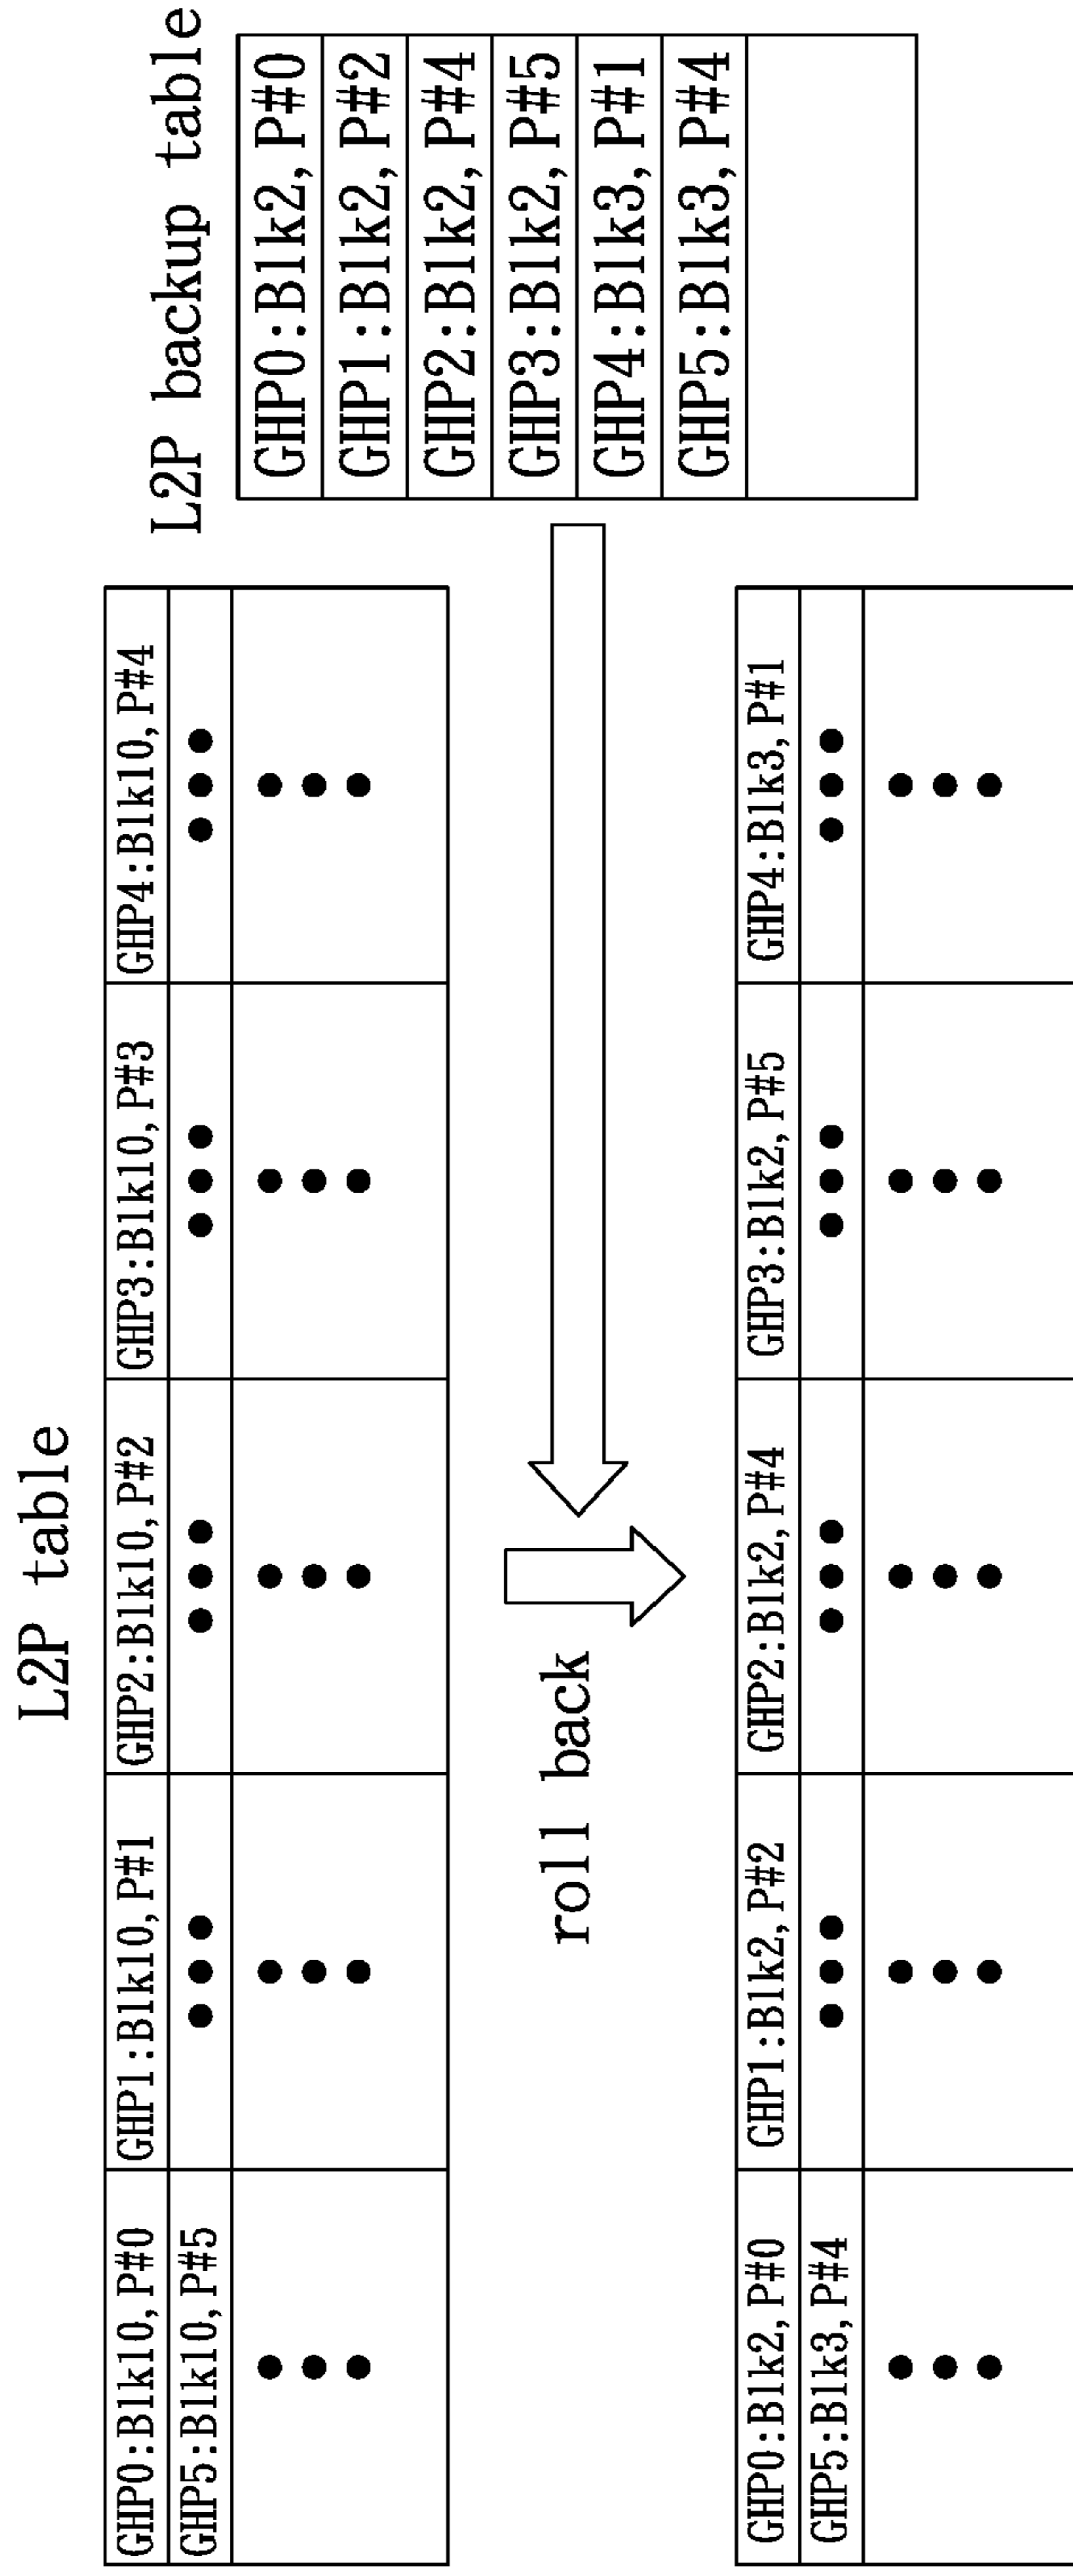 L2P table
GHP0:Blk10, P#0
GHP1:Blk10, P#1
GHP2:Blk10, P#2
GHP3:Blk10, P#3
GHP4:Blk10, P#4
GHP5:Blk10, P#5
L2P backup table
GHP0:Blk2, P#0
GHP1:Blk2, P#2
GHP2:Blk2, P#4
GHP3:Blk2, P#5
GHP4:Blk3, P#1
GHP5:Blk3, P#4
roll back
GHP0:Blk2, P#0
GHP1:Blk2, P#2
GHP2:Blk2, P#4
GHP3:Blk2, P#5
GHP4:Blk3, P#1
GHP5:Blk3, P#4